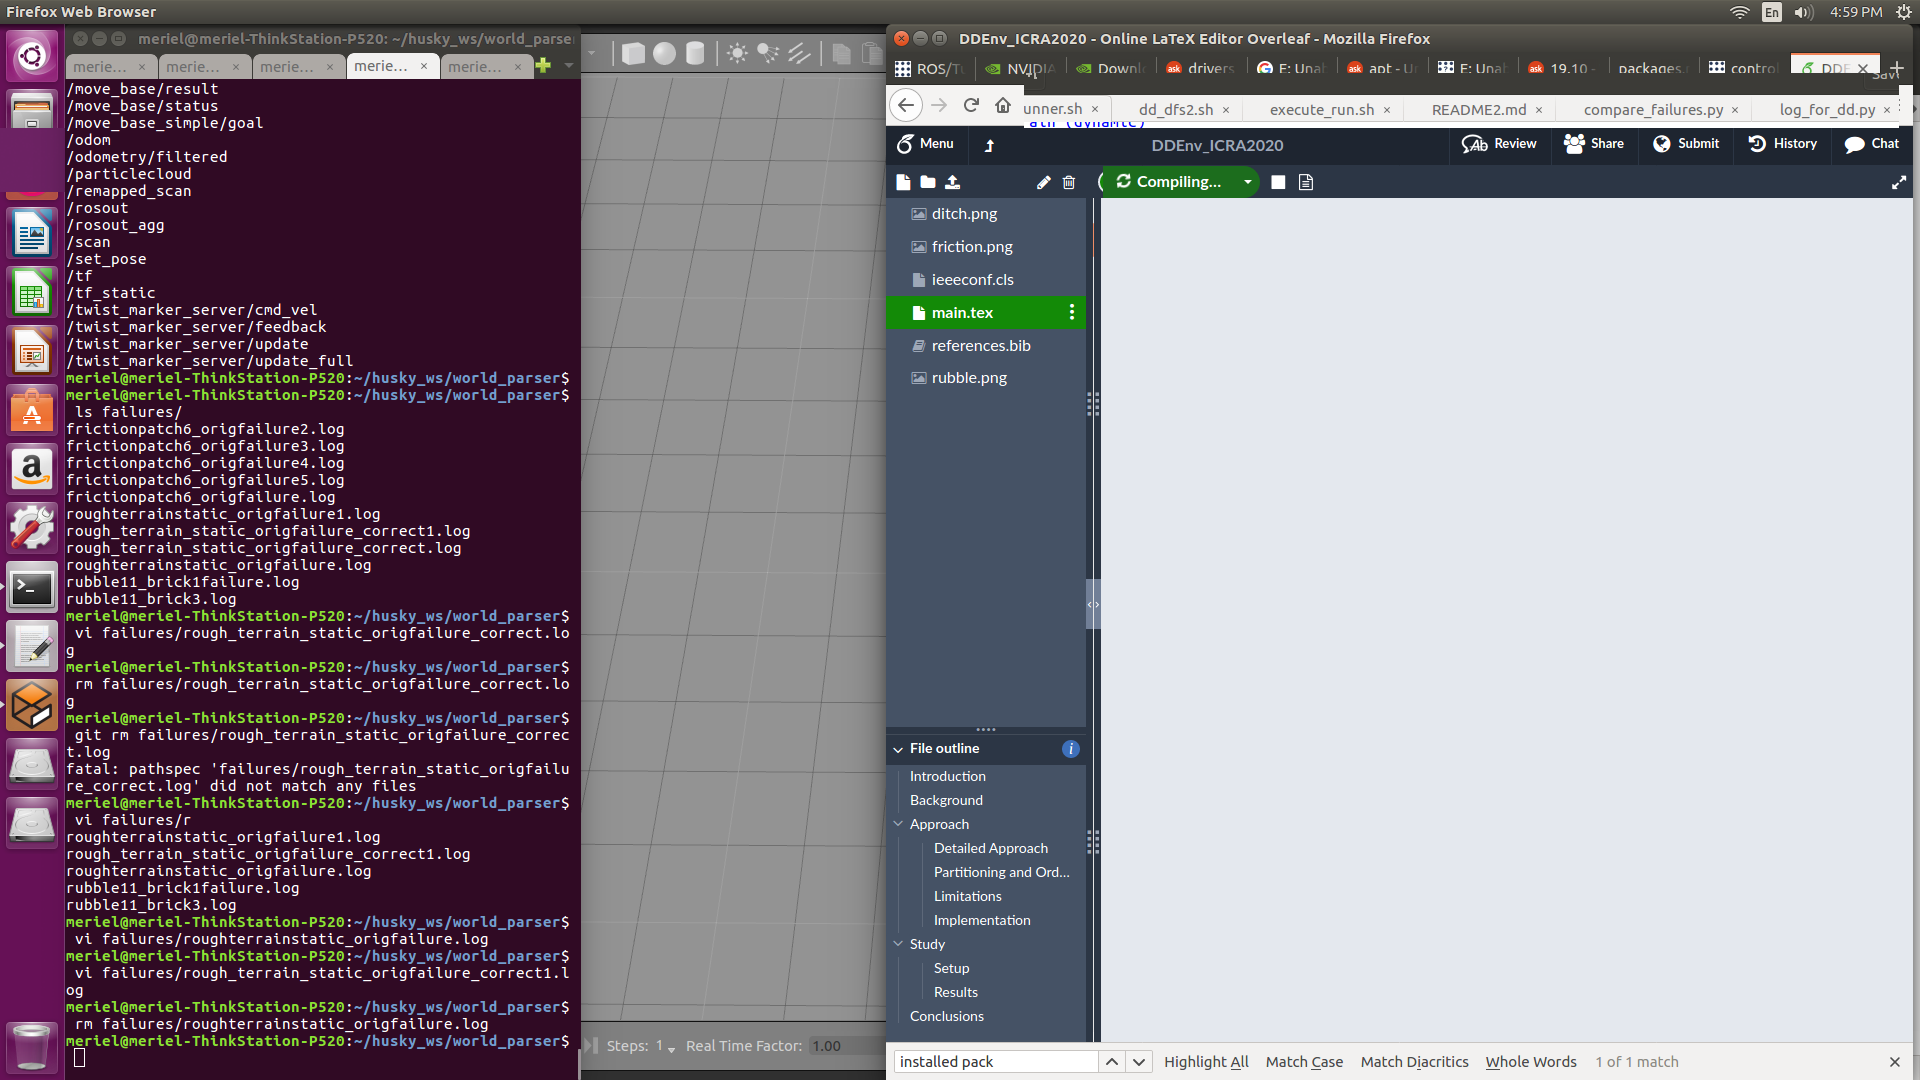 Firefox Web Browser
En
4:59 PM
meriel@meriel-ThinkStation-P520: ~/husky_ws/world_parse
merie... ×
merie... ×
merie... ×
merie... ×
merie... ×
/move_base/result
/move_base/status
/move_base_simple/goal
/odom
/odometry/filtered
/particlecloud
/remapped_scan
/rosout
/rosout_agg
/scan
/set_pose
/tf
/tf_static
/twist_marker_server/cmd_vel
/twist_marker_server/feedback
/twist_marker_server/update
/twist_marker_server/update_full
meriel@meriel-ThinkStation-P520:~/husky_ws/world_parser$
meriel@meriel-ThinkStation-P520:~/husky_ws/world_parser$
ls failures/
frictionpatch6_origfailure2.log
frictionpatch6_origfailure3.log
frictionpatch6_origfailure4.log
frictionpatch6_origfailure5.log
frictionpatch6_origfailure.log
roughterrainstatic_origfailure1.log
rough_terrain_static_origfailure_correct1.log
rough_terrain_static_origfailure_correct.log
roughterrainstatic_origfailure.log
rubble11_brick1failure.log
rubble11_brick3.log
meriel@meriel-ThinkStation-P520:~/husky_ws/world_parser$
vi failures/rough_terrain_static_origfailure_correct.lo
g
meriel@meriel-ThinkStation-P520:~/husky_ws/world_parser$
rm failures/rough_terrain_static_origfailure_correct.lo
g
meriel@meriel-ThinkStation-P520:~/husky_ws/world_parser$
git rm failures/rough_terrain_static_origfailure_correc
t.log
fatal: pathspec 'failures/rough_terrain_static_origfailu
re_correct.log' did not match any files
meriel@meriel-ThinkStation-P520:~/husky_ws/world_parser$
vi failures/r
roughterrainstatic_origfailure1.log
rough_terrain_static_origfailure_correct1.log
roughterrainstatic_origfailure.log
rubble11_brick1failure.log
rubble11_brick3.log
meriel@meriel-ThinkStation-P520:~/husky_ws/world_parser$
vi failures/roughterrainstatic_origfailure.log
meriel@meriel-ThinkStation-P520:~/husky_ws/world_parser$
vi failures/rough_terrain_static_origfailure_correct1.l
og
meriel@meriel-ThinkStation-P520:~/husky_ws/world_parser$
rm failures/roughterrainstatic_origfailure.log
meriel@meriel-ThinkStation-P520:~/husky_ws/world_parser$
Steps: 1
Real Time Factor: 1.00
DDEnv_ICRA2020 - Online LaTeX Editor Overleaf - Mozilla Firefox
ROS/Tu
NVIDIA
Downl
drivers
E: Unab
apt - U
E: Unab
19.10 -
packages.
control
DDE
unner.sh ×
dd_dfs2.sh ×
execute_run.sh ×
README2.md ×
compare_failures.py ×
log_for_dd.py ×
ath (dynamic)
Menu
DDEnv_ICRA2020
Review
Share
Submit
History
Chat
Compiling...
ditch.png
friction.png
ieeeconf.cls
main.tex
references.bib
rubble.png
File outline
Introduction
Background
Approach
Detailed Approach
Partitioning and Ord...
Limitations
Implementation
Study
Setup
Results
Conclusions
installed pack
Highlight All
Match Case
Match Diacritics
Whole Words
1 of 1 match